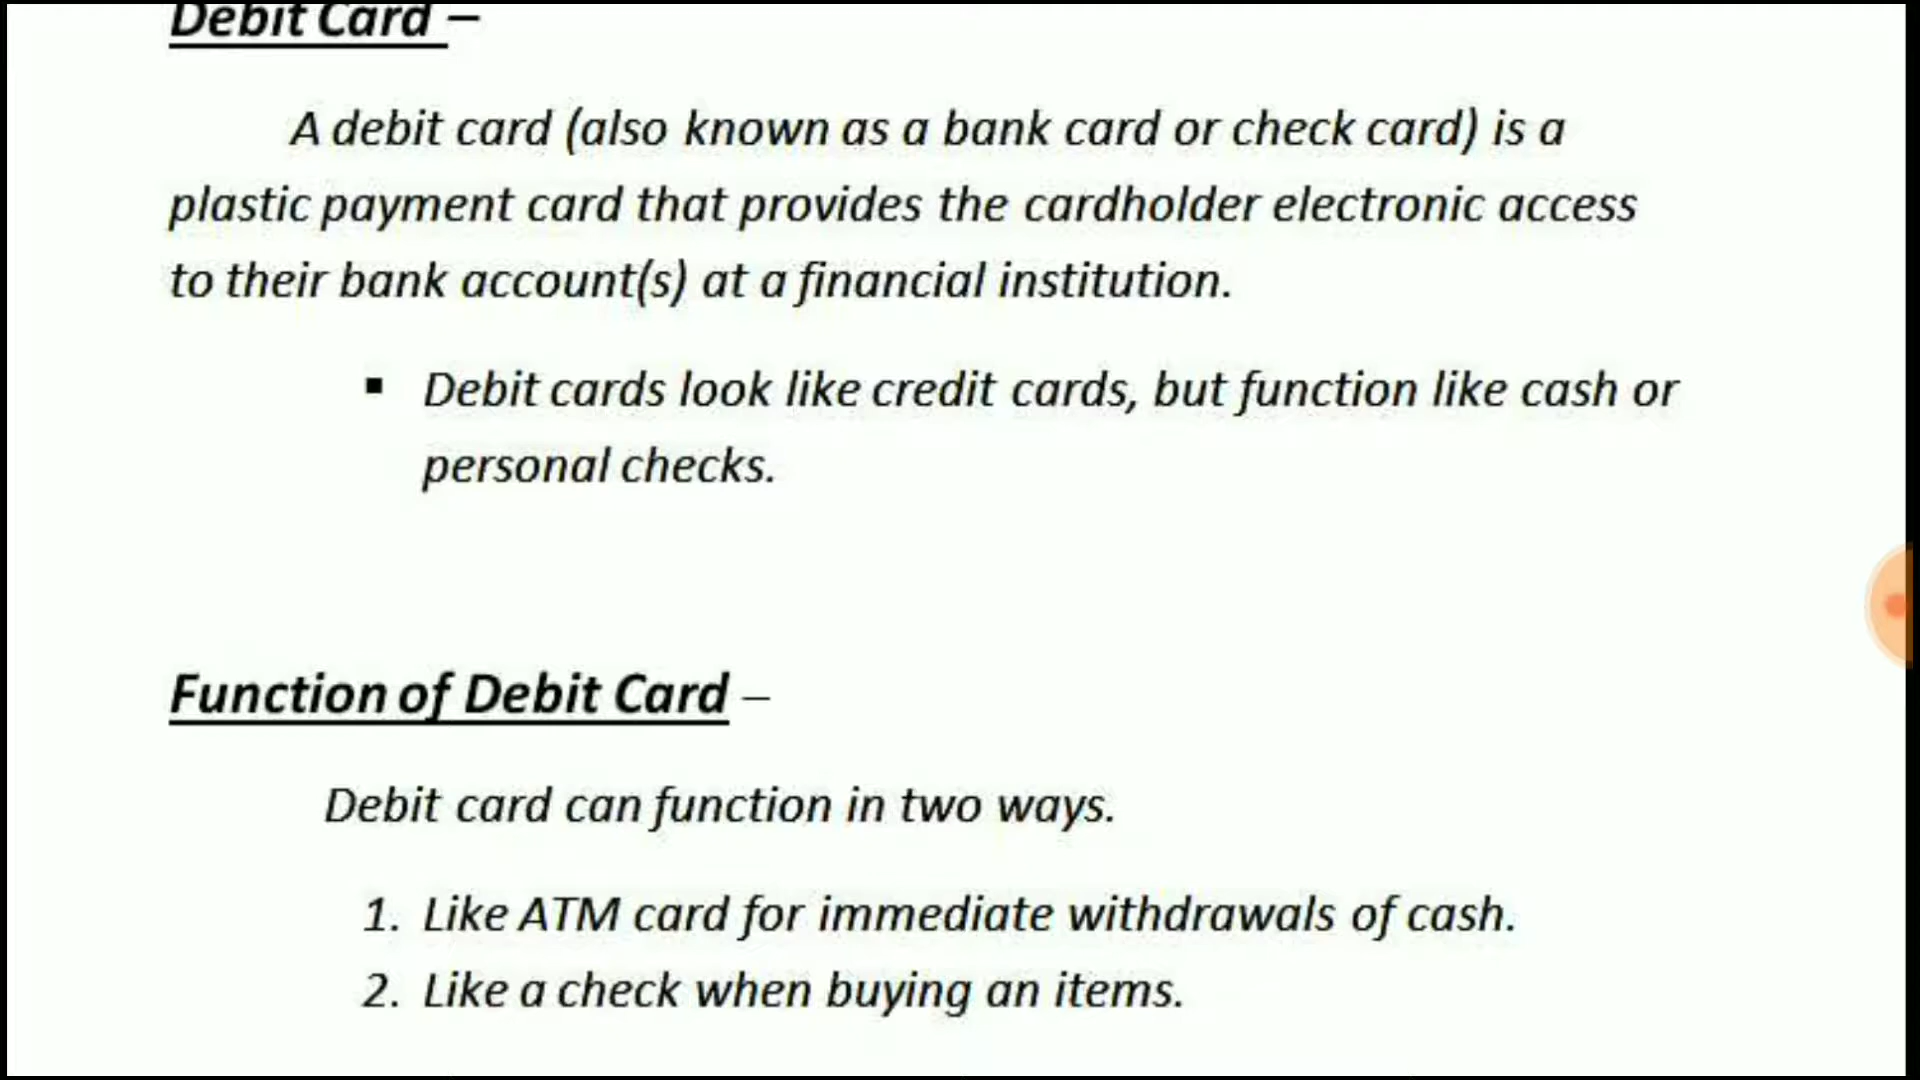 Debit Card –
A debit card (also known as a bank card or check card) is a
plastic payment card that provides the cardholder electronic access
to their bank account(s) at a financial institution.
▪ Debit cards look like credit cards, but function like cash or
personal checks.
Function of Debit Card –
Debit card can function in two ways.
1. Like ATM card for immediate withdrawals of cash.
2. Like a check when buying an items.